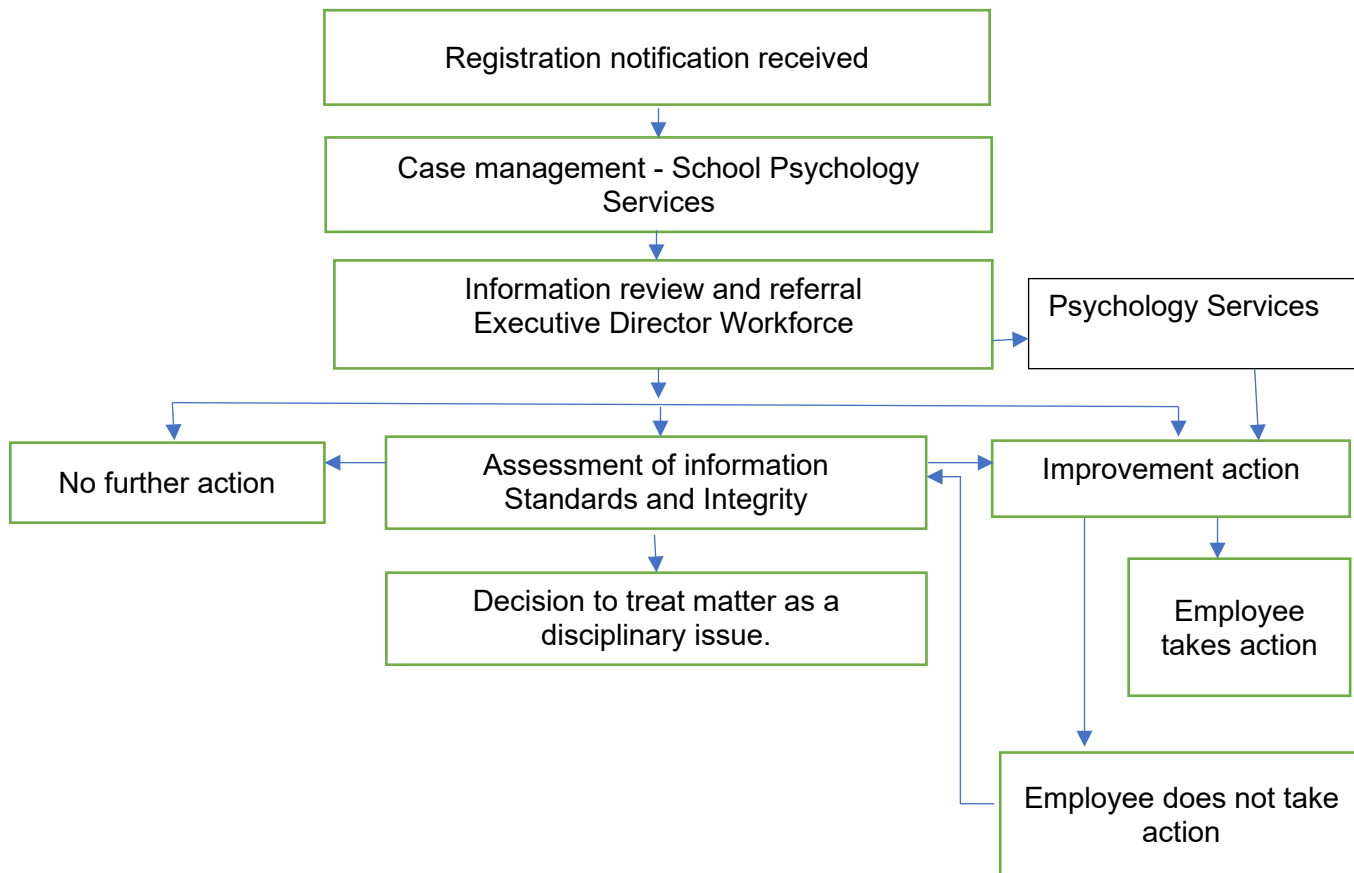 Registration notification received
Case management - School Psychology
Services
Information review and referral
Executive Director Workforce
Psychology Services
No further action
Assessment of information
Standards and Integrity
Improvement action
Decision to treat matter as a
disciplinary issue.
Employee
takes action
Employee does not take
action